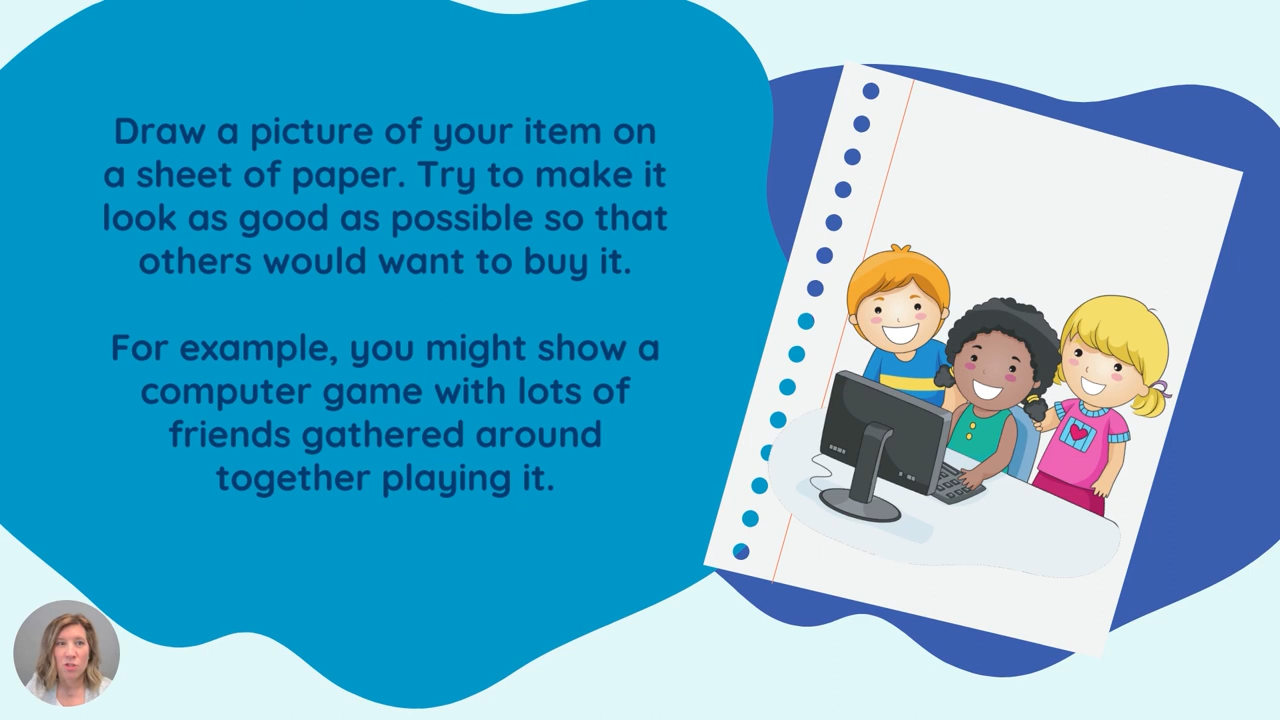 Draw a picture of your item on
a sheet of paper. Try to make it
look as good as possible so that
others would want to buy it.
For example, you might show a
computer game with lots of
friends gathered around
together playing it.